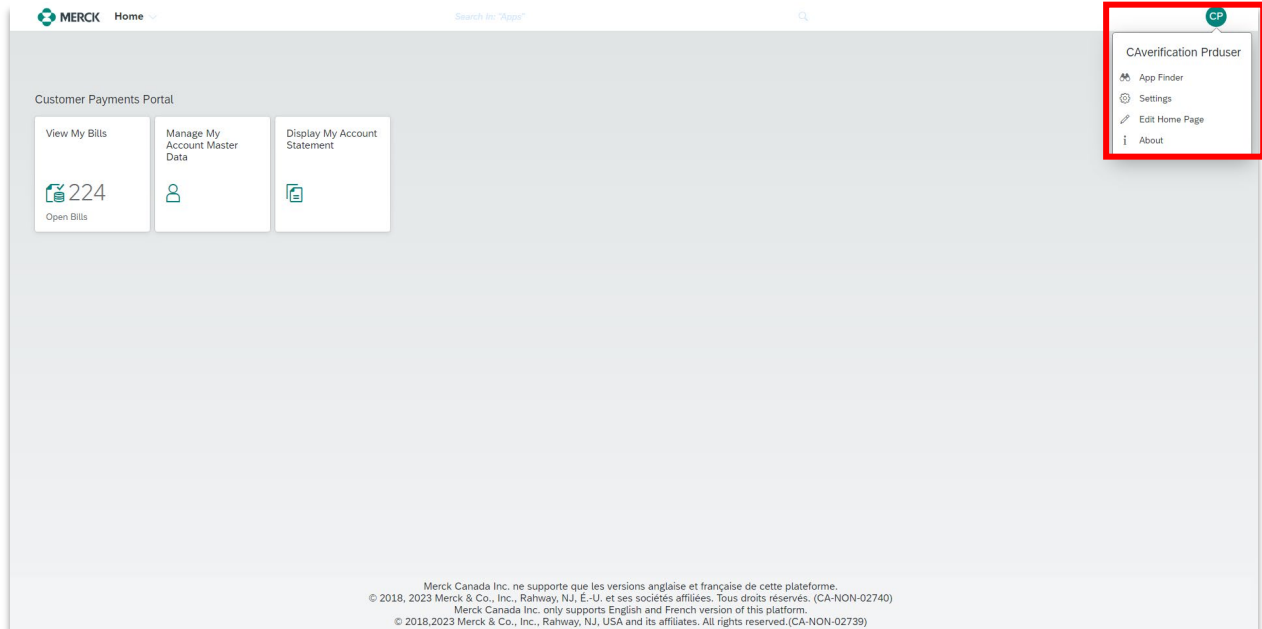 MERCK Home
Search In: "Apps"
CP
CAverification Prduser
App Finder
Settings
Edit Home Page
About
Customer Payments Portal
View My Bills
224
Open Bills
Manage My
Account Master
Data
Display My Account
Statement
Merck Canada Inc. ne supporte que les versions anglaise et française de cette plateforme.
© 2018, 2023 Merck & Co., Inc., Rahway, NJ, É.-U. et ses sociétés affiliées. Tous droits réservés. (CA-NON-02740)
Merck Canada Inc. only supports English and French version of this platform.
© 2018,2023 Merck & Co., Inc., Rahway, NJ, USA and its affiliates. All rights reserved.(CA-NON-02739)